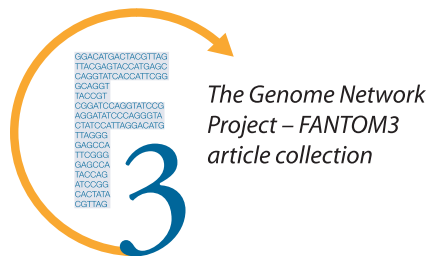 GGACATGACTACGTTAG
TTACGAGTACCATGAGC
CAGGTATCACCATTCGG
GCAGGT
TACCGT
CGGATCCAGGTATCCG
AGGATATCCCAGGGTA
CTATCCATTAGGACATG
TTAGGG
GAGCCA
TTCGGG
GAGCCA
TACCAG
ATCCGG
CACTATA
CGTTAG
3
The Genome Network
Project – FANTOM3
article collection